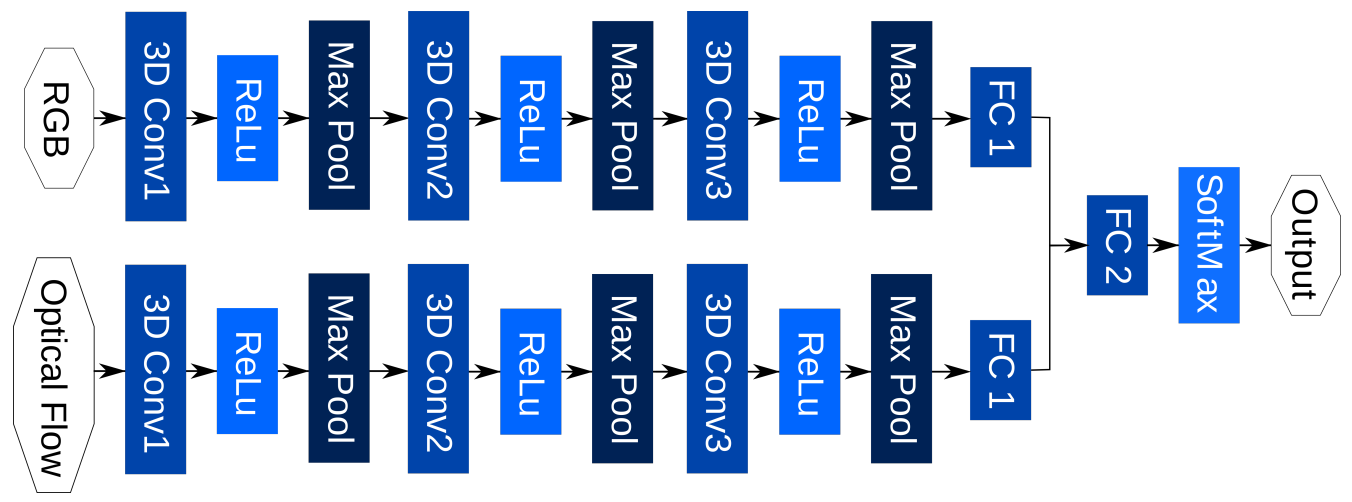 RGB
3D Conv1
ReLu
Max Pool
3D Conv2
ReLu
Max Pool
3D Conv3
ReLu
Max Pool
FC 1
Optical Flow
3D Conv1
ReLu
Max Pool
3D Conv2
ReLu
Max Pool
3D Conv3
ReLu
Max Pool
FC 1
FC 2
SoftMax
Output